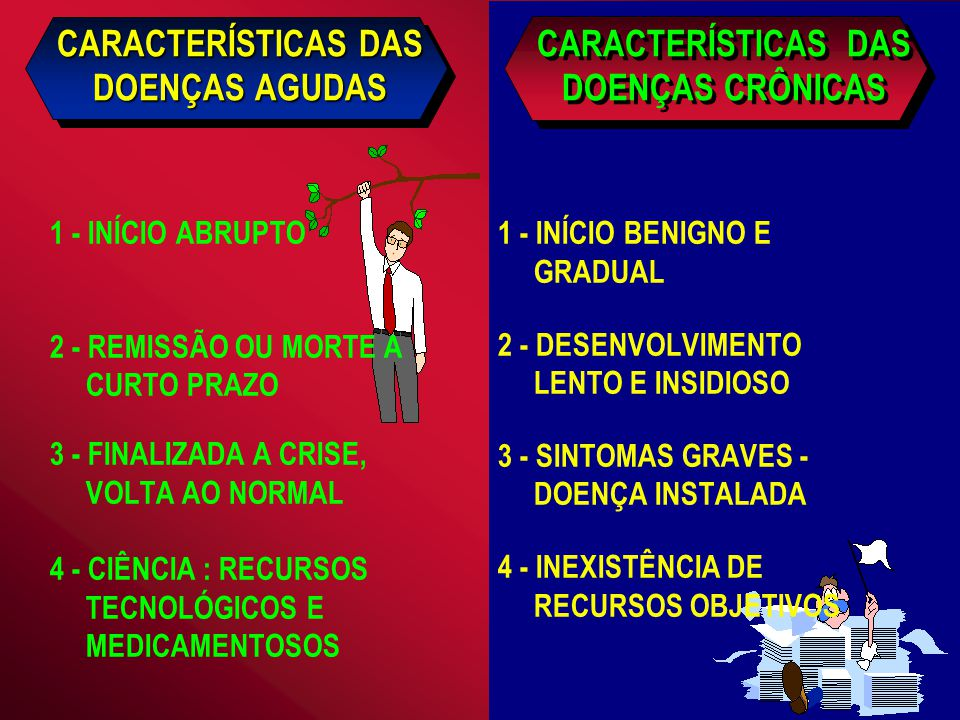 CARACTERÍSTICAS DAS
DOENÇAS AGUDAS
1 - INÍCIO ABRUPTO
2 - REMISSÃO OU MORTE A
CURTO PRAZO
3 - FINALIZADA A CRISE,
VOLTA AO NORMAL
4 - CIÊNCIA : RECURSOS
TECNOLÓGICOS E
MEDICAMENTOSOS
CARACTERÍSTICAS DAS
DOENÇAS CRÔNICAS
1 - INÍCIO BENIGNO E
GRADUAL
2 - DESENVOLVIMENTO
LENTO E INSIDIOSO
3 - SINTOMAS GRAVES -
DOENÇA INSTALADA
4 - INEXISTÊNCIA DE
RECURSOS OBJETIVOS